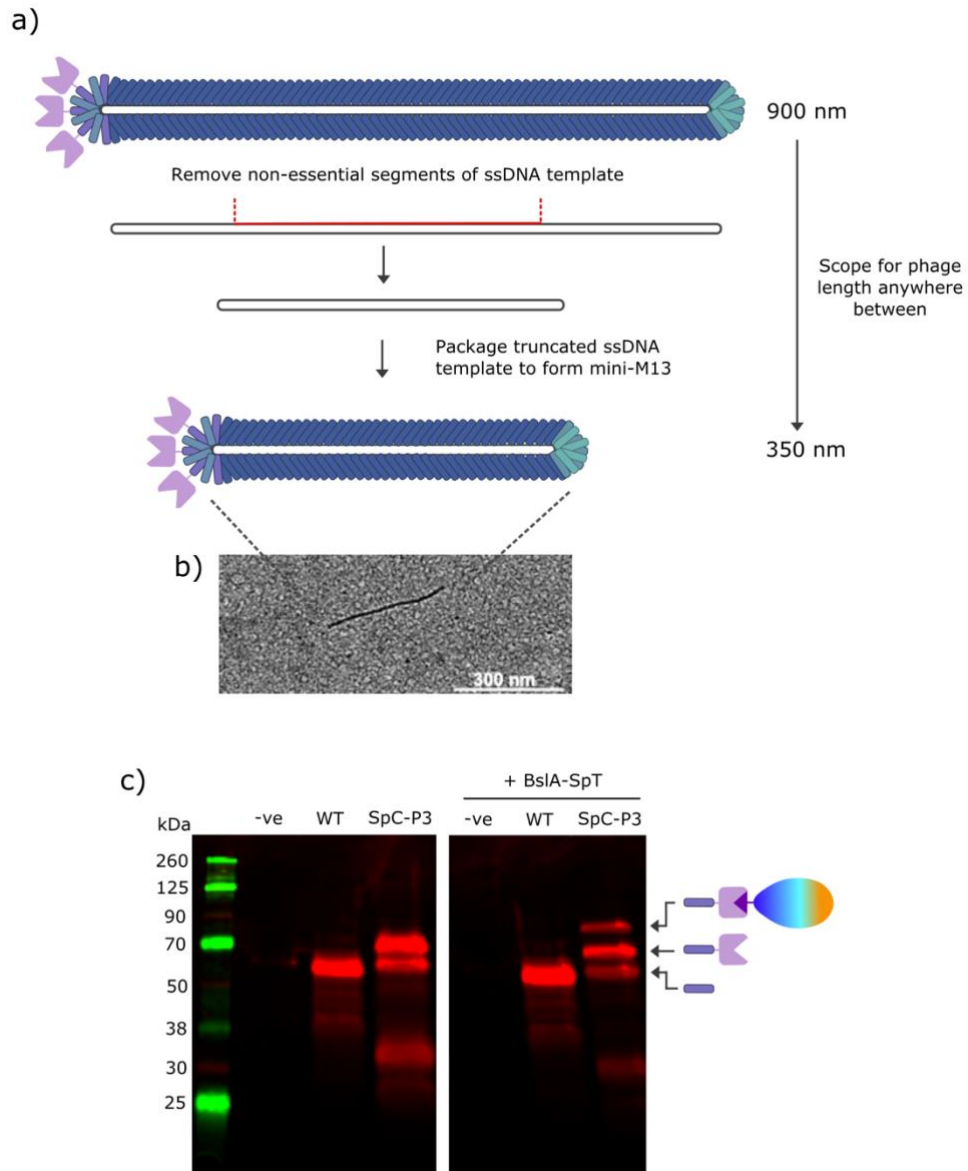 a)
900 nm
Remove non-essential segments of ssDNA template
Scope for phage
length anywhere
between
Package truncated ssDNA
template to form mini-M13
350 nm
b)
300 nm
c)
+ BslA-SpT
kDa
-ve WT SpC-P3
-ve WT SpC-P3
260
125
90
70
50
38
30
25